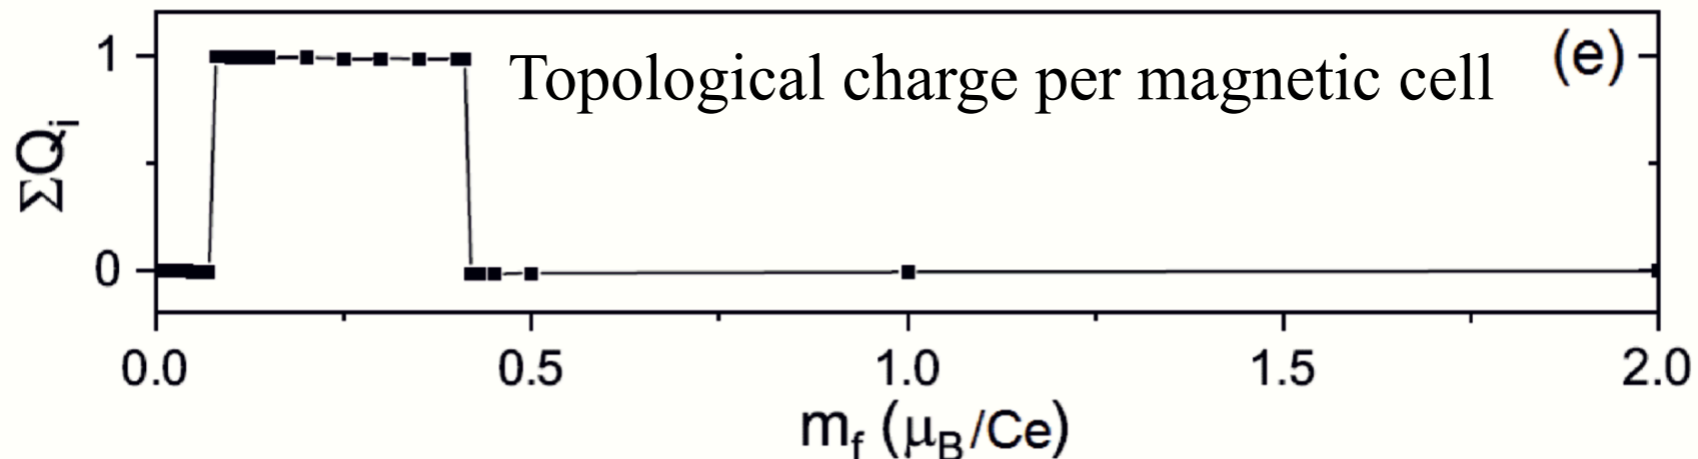 1
Topological charge per magnetic cell
(e)
ΣQi
0
0.0 0.5 1.0 1.5 2.0
mf (μB/Ce)